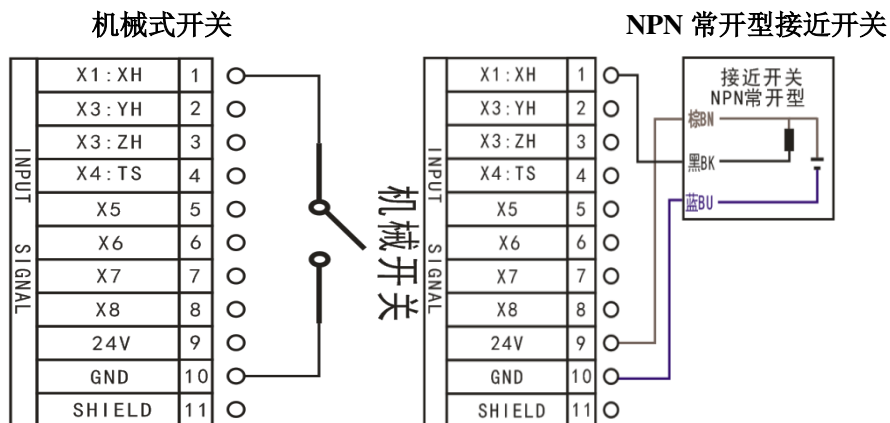 机械式开关
INPUT SIGNAL
X1:XH 1
X3:YH 2
X3:ZH 3
X4:TS 4
X5 5
X6 6
X7 7
X8 8
24V 9
GND 10
SHIELD 11
机械开关
NPN 常开型接近开关
INPUT SIGNAL
X1:XH 1
X3:YH 2
X3:ZH 3
X4:TS 4
X5 5
X6 6
X7 7
X8 8
24V 9
GND 10
SHIELD 11
接近开关
NPN常开型
棕BN
黑BK
蓝BU